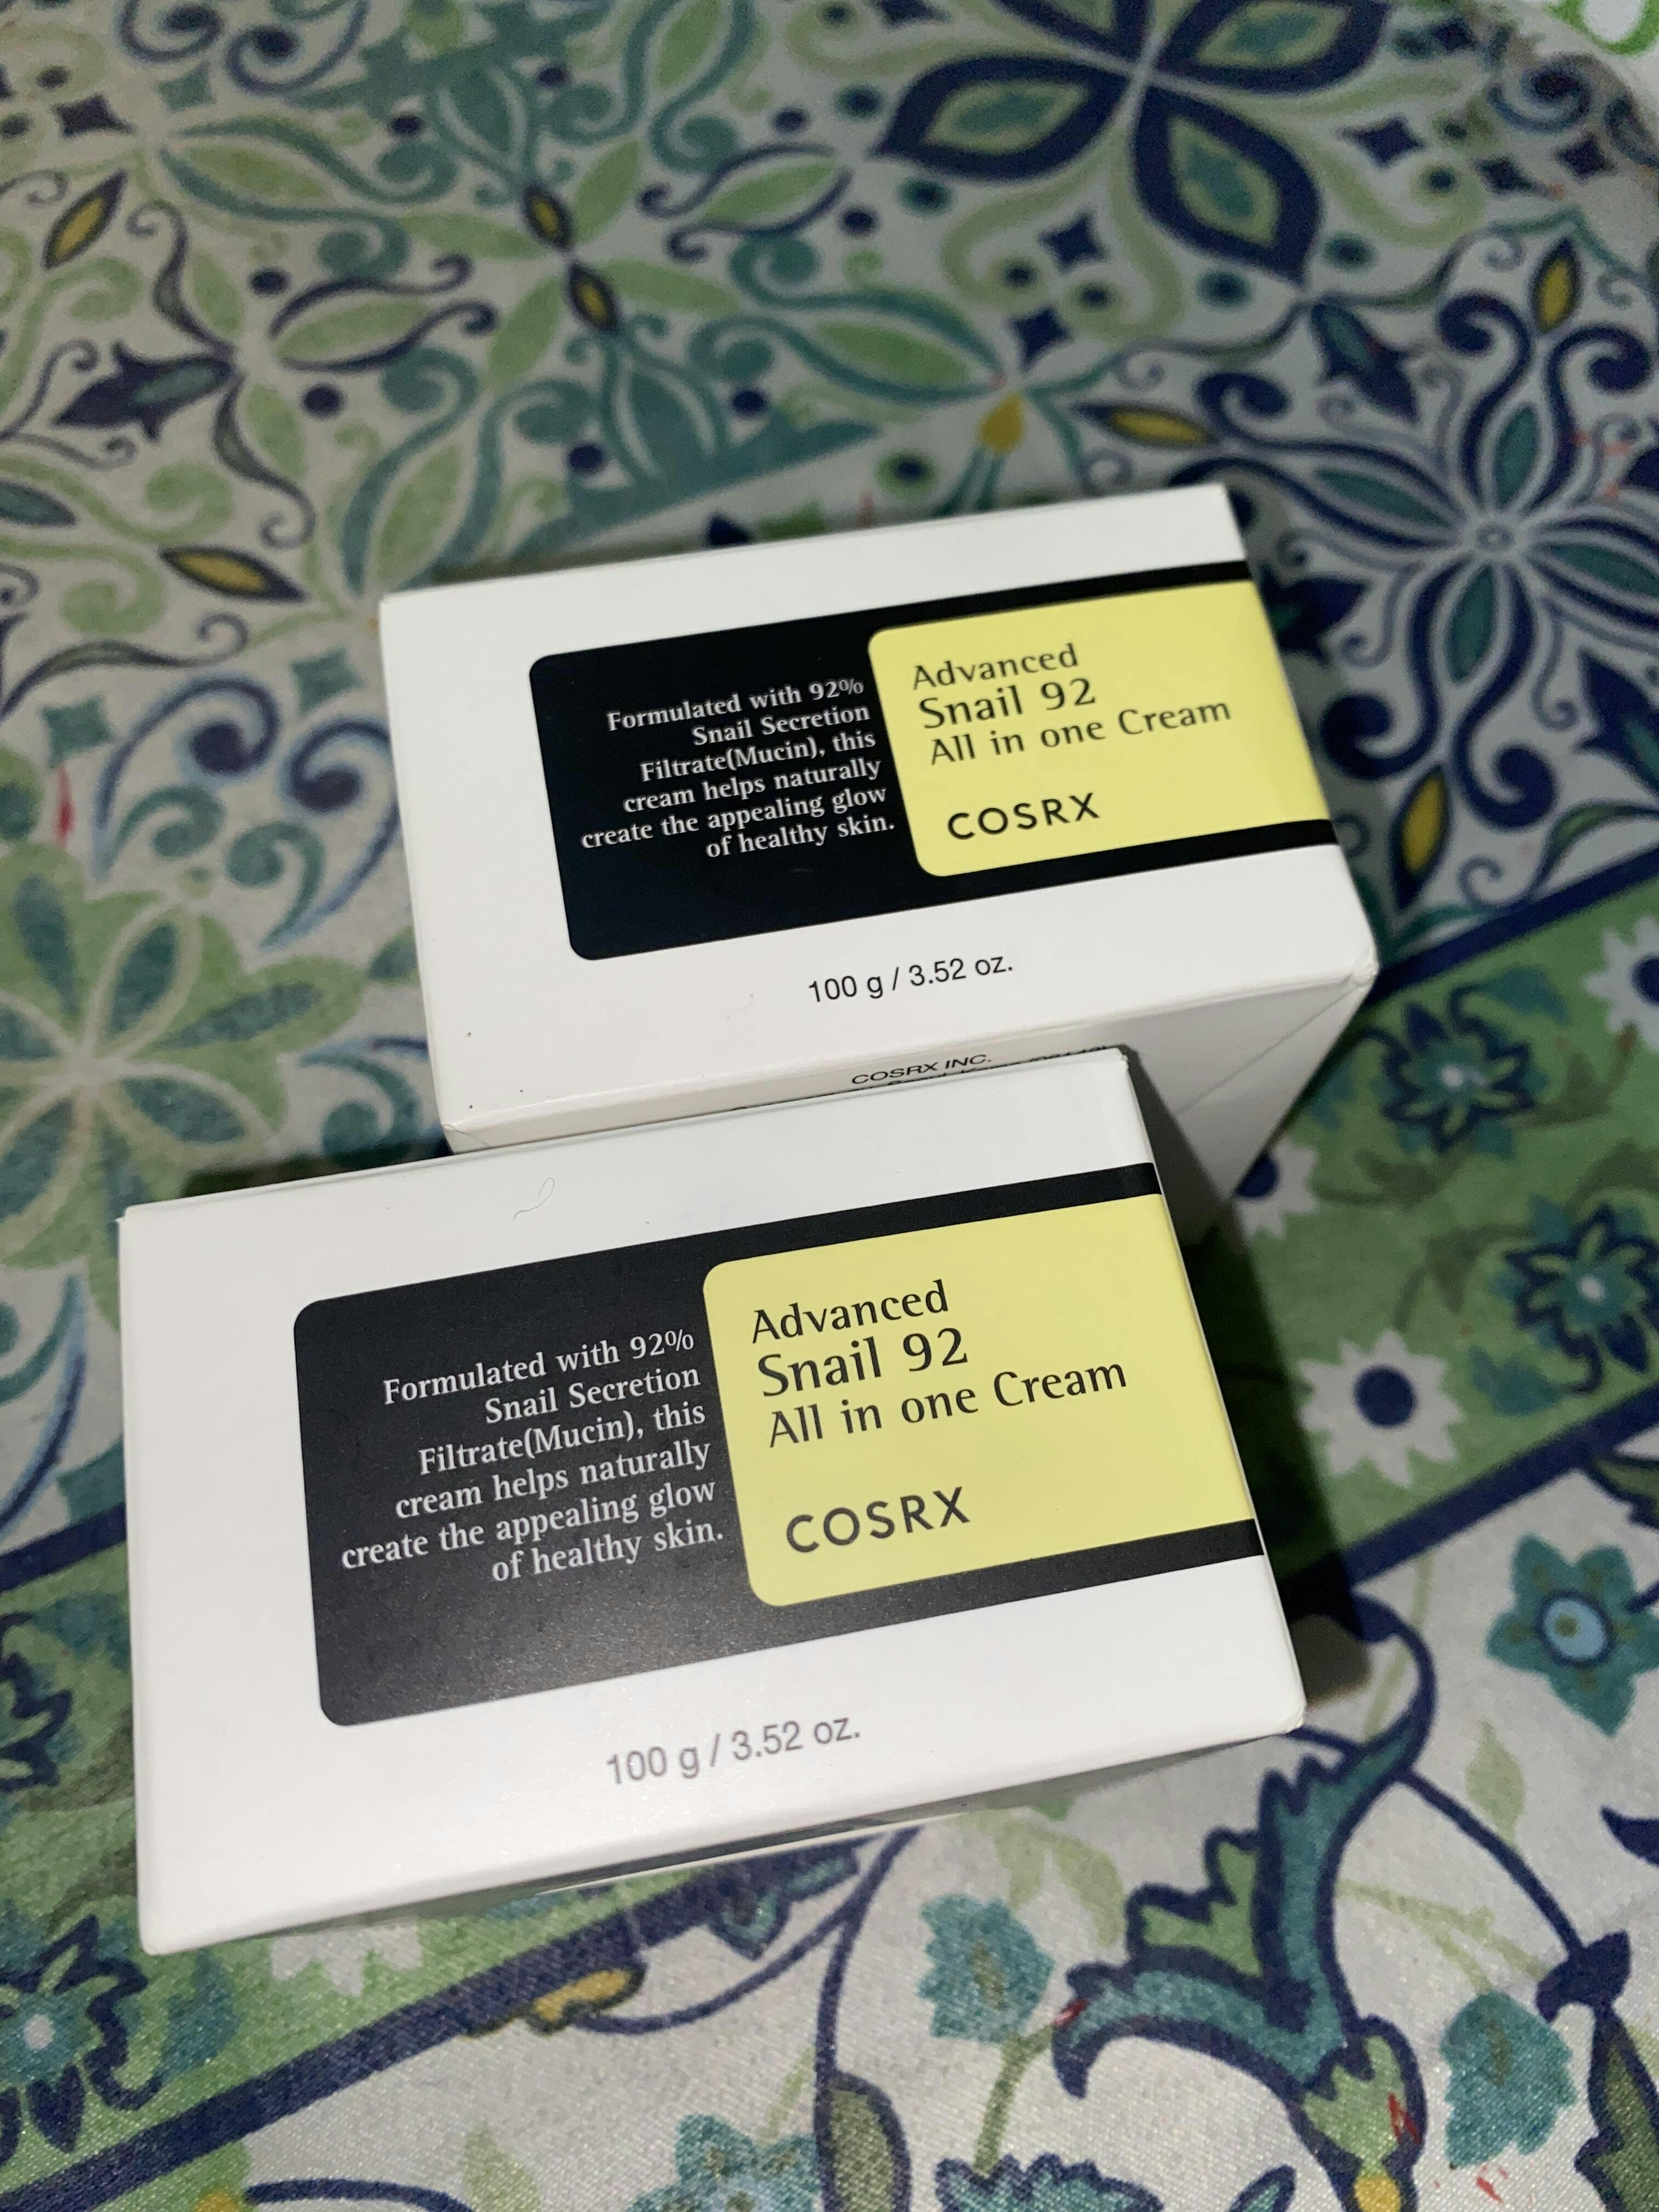 Formulated with 92%
Snail Secretion
Filtrate(Mucin), this
cream helps naturally
create the appealing glow
of healthy skin.
Advanced
Snail 92
All in one Cream
COSRX
100 g / 3.52 oz.
COSRX INC.
Formulated with 92%
Snail Secretion
Filtrate(Mucin), this
cream helps naturally
create the appealing glow
of healthy skin.
Advanced
Snail 92
All in one Cream
COSRX
100 g / 3.52 oz.